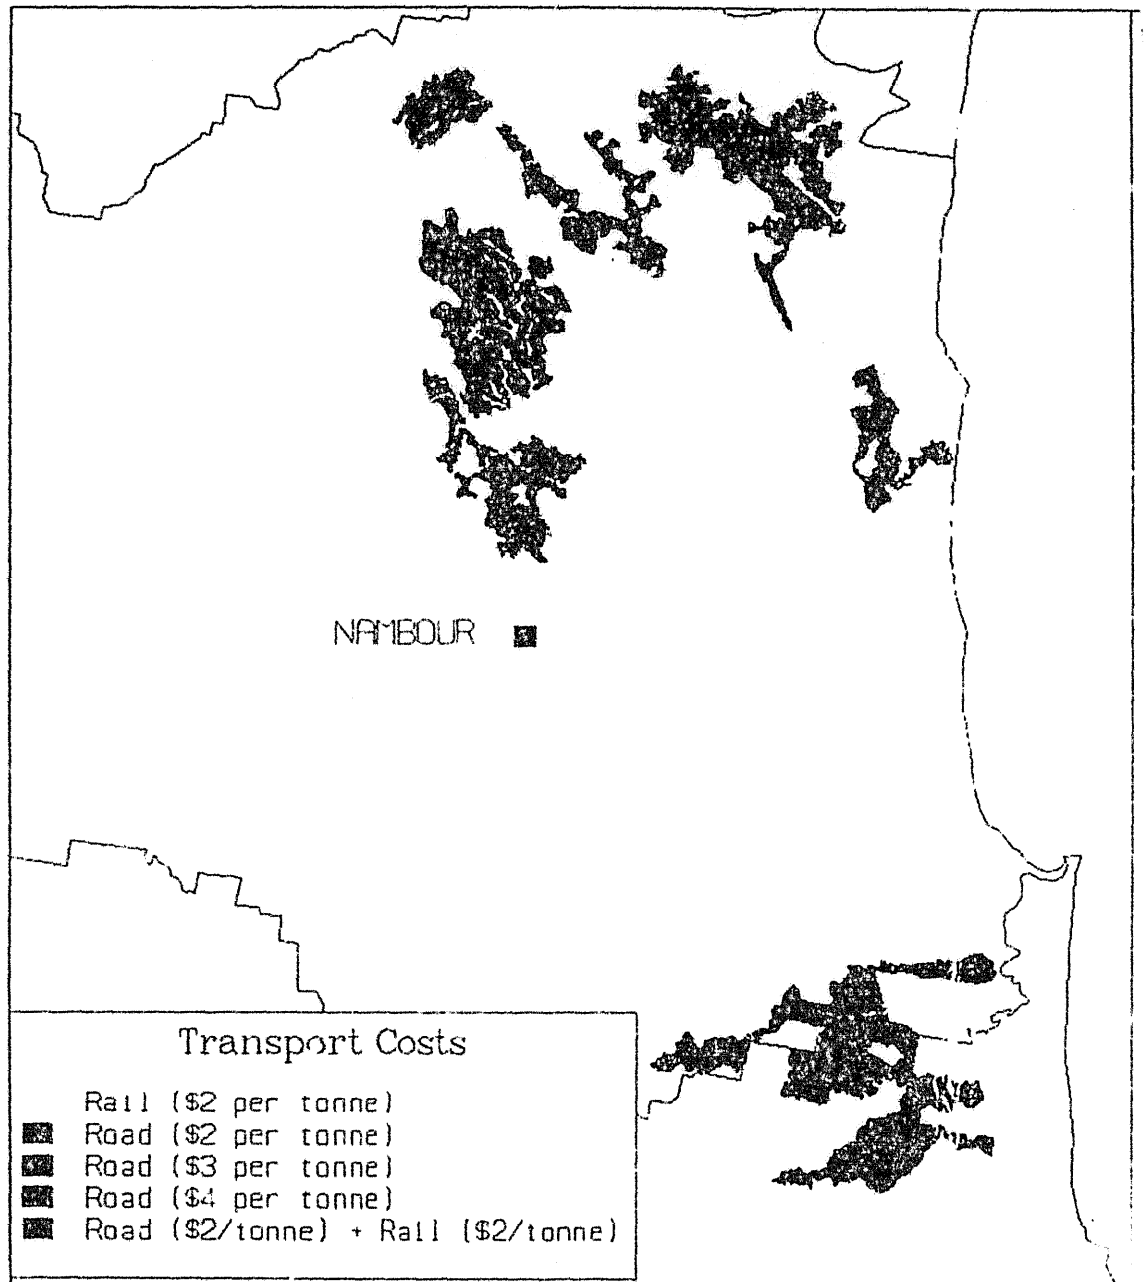 NAMBOUR
Transport Costs
Rail ($2 per tonne)
Road ($2 per tonne)
Road ($3 per tonne)
Road ($4 per tonne)
Road ($2/tonne) + Rail ($2/tonne)